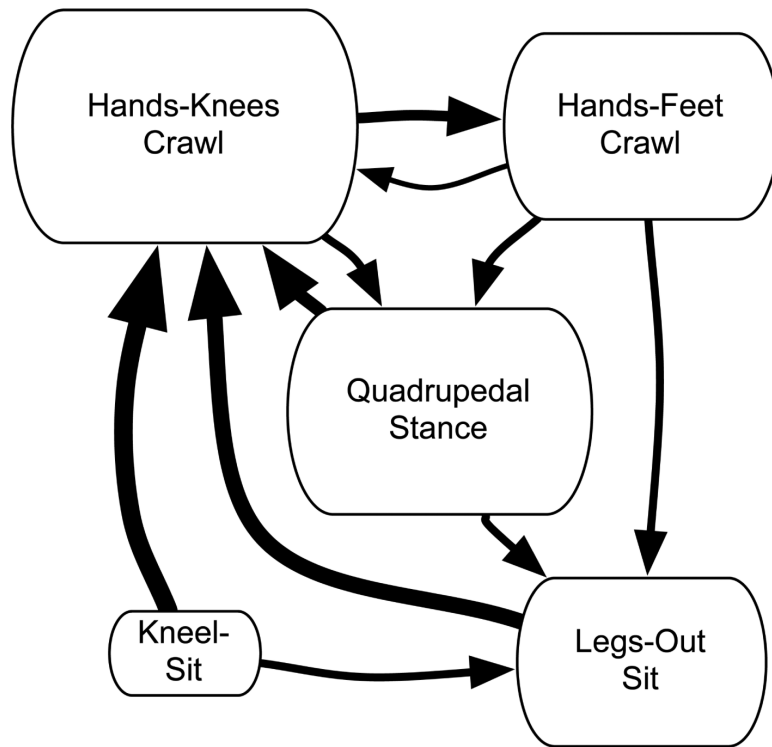 Hands-Knees
Crawl
Hands-Feet
Crawl
Quadrupedal
Stance
Kneel-
Sit
Legs-Out
Sit